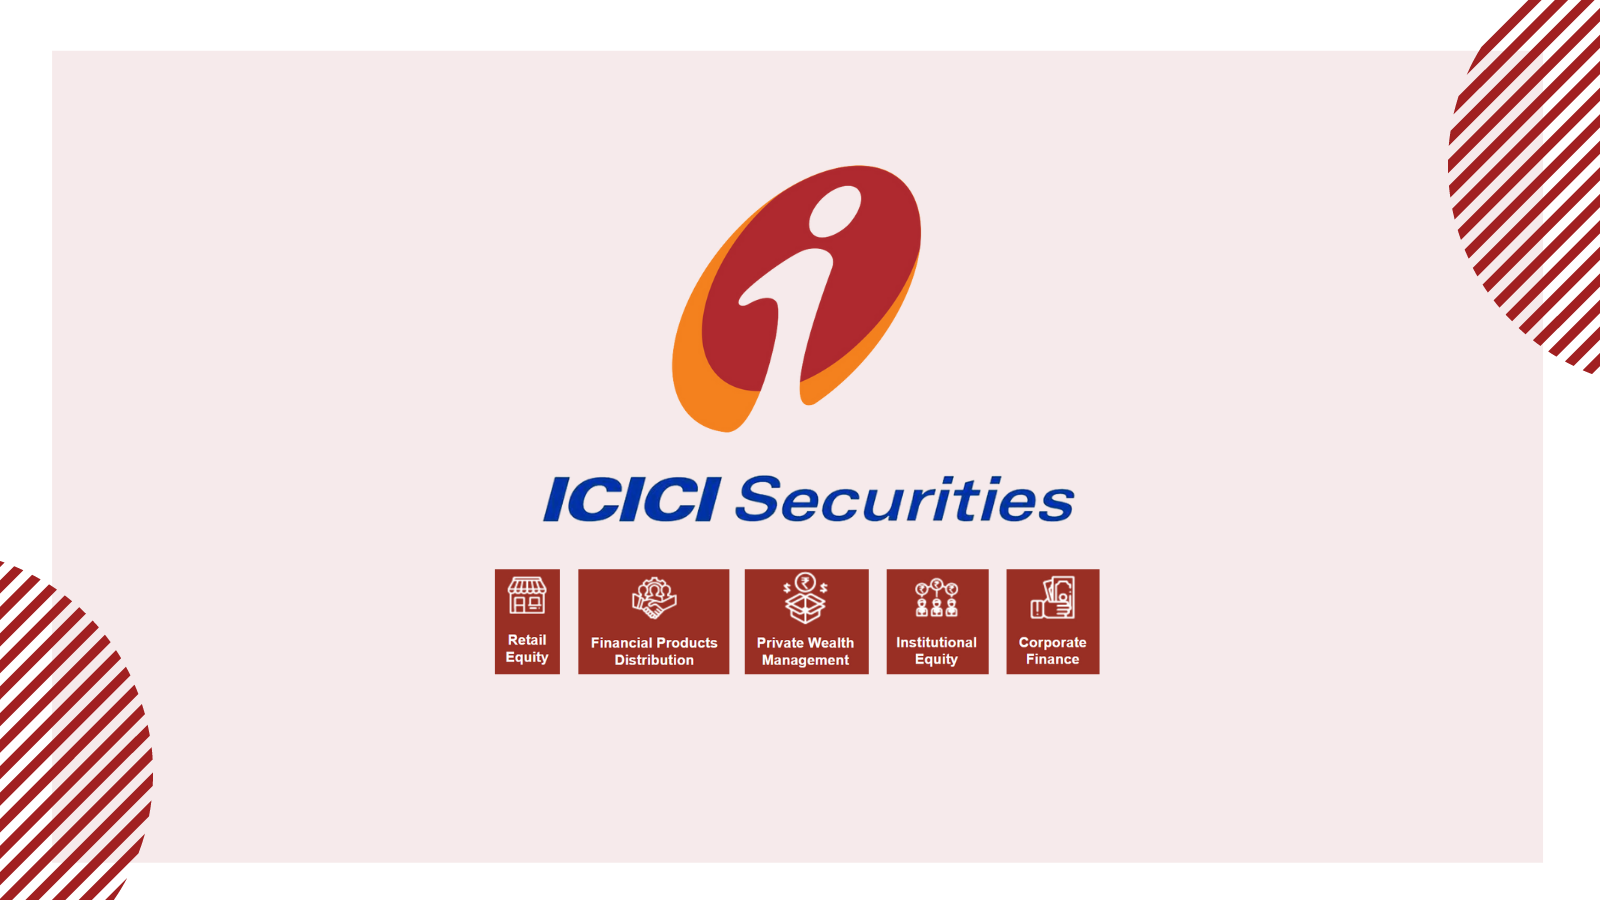 ICICI Securities
Retail
Equity
Financial Products
Distribution
Private Wealth
Management
Institutional
Equity
Corporate
Finance